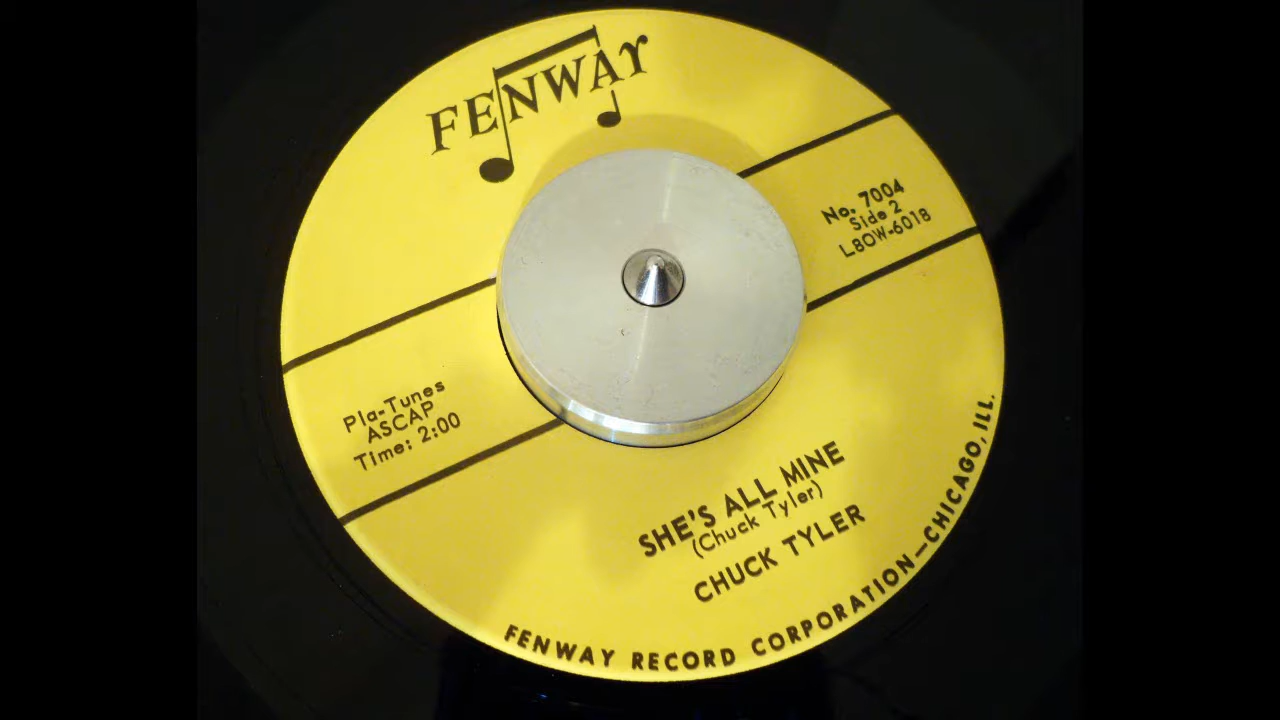 FENWAY
No. 7004
Side 2
L8OW-6018
Pla-Tunes
ASCAP
Time: 2:00
SHE'S ALL MINE
(Chuck Tyler)
CHUCK TYLER
FENWAY RECORD CORPORATION—CHICAGO, ILL.